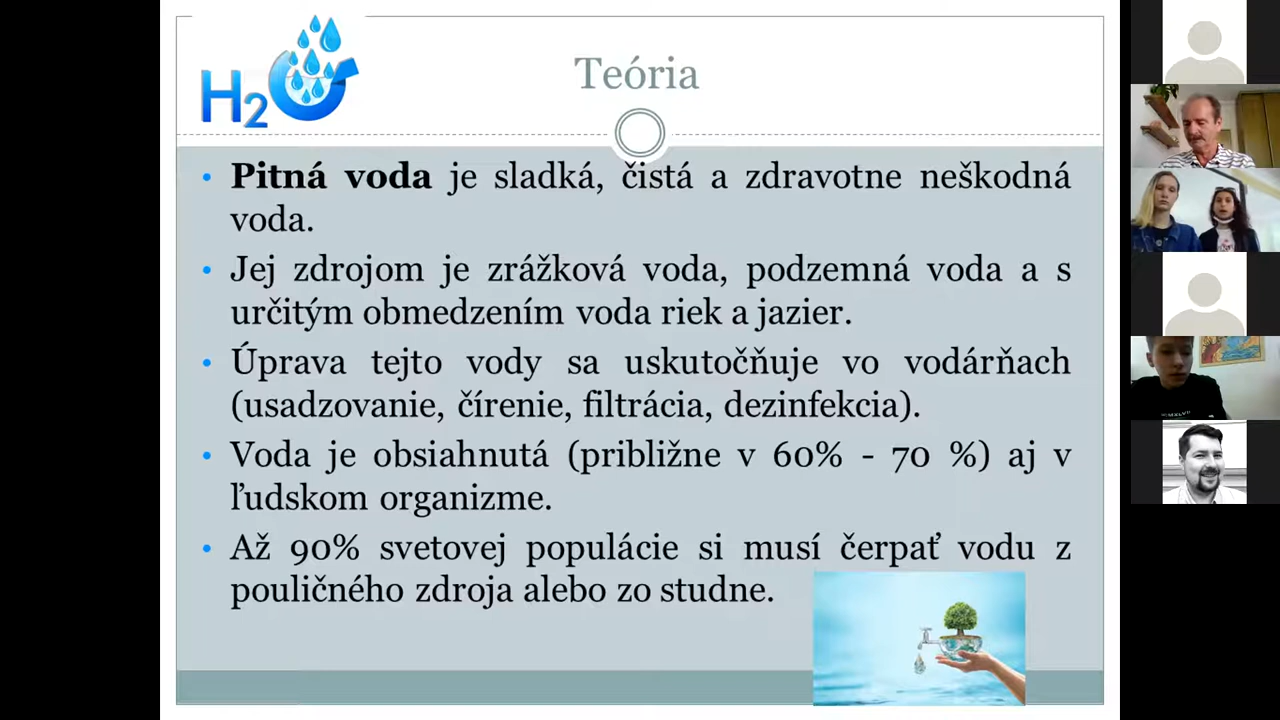 H2O
Teória
Pitná voda je sladká, čistá a zdravotne neškodná
voda.
Jej zdrojom je zrážková voda, podzemná voda a s
určitým obmedzením voda riek a jazier.
Úprava tejto vody sa uskutočňuje vo vodárňach
(usadzovanie, čírenie, filtrácia, dezinfekcia).
Voda je obsiahnutá (približne v 60% - 70 %) aj v
ľudskom organizme.
Až 90% svetovej populácie si musí čerpať vodu z
pouličného zdroja alebo zo studne.